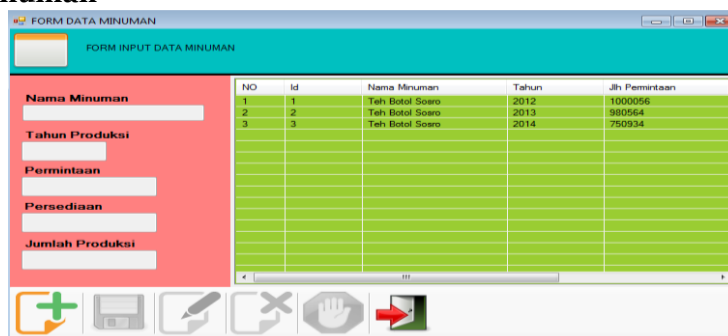 FORM DATA MINUMAN
FORM INPUT DATA MINUMAN
Nama Minuman
Tahun Produksi
Permintaan
Persediaan
Jumlah Produksi
NO Id Nama Minuman Tahun Jlh Permintaan
1 1 Teh Botol Sosro 2012 1000056
2 2 Teh Botol Sosro 2013 980564
3 3 Teh Botol Sosro 2014 750934